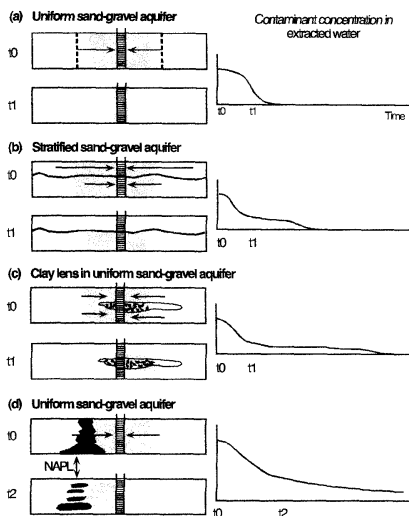 (a) Uniform sand-gravel aquifer
Contaminant concentration in
extracted water
t0
t1
t0 t1 Time
(b) Stratified sand-gravel aquifer
t0
t1
t0 t1
(c) Clay lens in uniform sand-gravel aquifer
t0
t1
t0 t1
(d) Uniform sand-gravel aquifer
t0
NAPL
t2
t0 t2